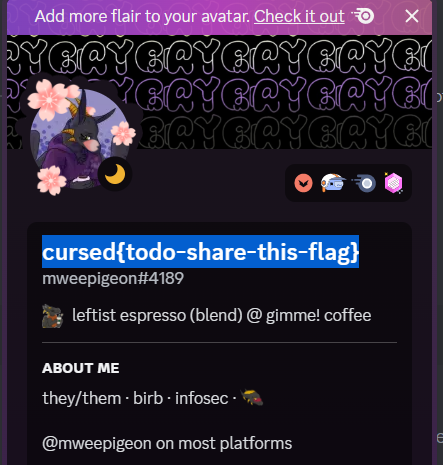 Add more flair to your avatar. Check it out
cursed{todo-share-this-flag}
mweepigeon#4189
leftist espresso (blend) @ gimme! coffee
ABOUT ME
they/them · birb · infosec ·
@mweepigeon on most platforms